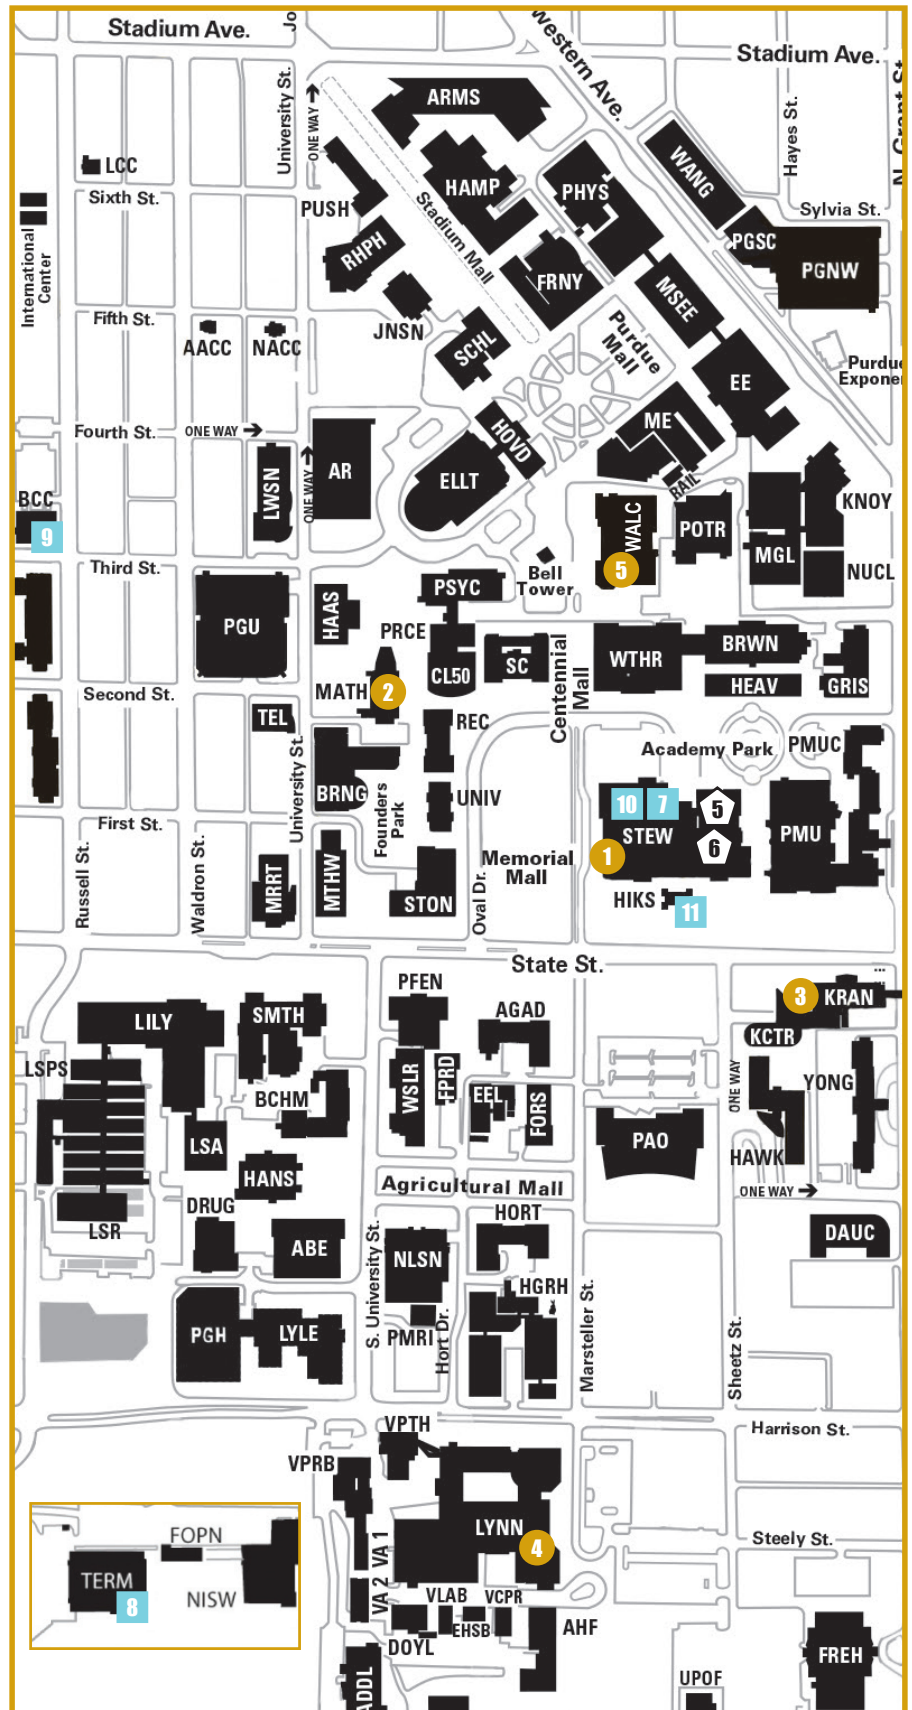 Stadium Ave.
Jo
Western Ave.
Stadium Ave.
N. Grant St
University St.
ONE WAY
Hayes St.
ARMS
LCC
Sixth St.
PUSH
HAMP
Stadium Mall
PHYS
WANG
Sylvia St.
International
Center
RHPH
FRNY
PGSC
PGNW
Fifth St.
AACC
NACC
JNSN
SCHL
MSEE
Purdue
Mall
EE
Purdue
Exponen
Fourth St.
ONE WAY
AR
HOVD
ME
RAIL
LWSN
ONE WAY
ELLT
BCC
9
WALC
5
POTR
KNOY
MGL
NUCL
Bell
Tower
Third St.
PGU
HAAS
PSYC
PRCE
CL50
SC
Centennial
Mall
WTHR
BRWN
HEAV
GRIS
MATH
2
Second St.
TEL
REC
Academy Park
PMUC
University St.
BRNG
Founders
Park
UNIV
10
7
5
STEW
6
1
PMU
First St.
Russell St.
Waldron St.
MRRT
MTHW
STON
Oval Dr.
Memorial
Mall
HIKS
11
State St.
PFEN
AGAD
3
KRAN
KCTR
LILY
SMTH
LSPS
WSLR
FPRD
EEL
FORS
BCHM
PAO
ONE WAY
YONG
HAWK
LSA
HANS
Agricultural Mall
ONE WAY
DRUG
LSR
ABE
S. University St.
NLSN
HORT
DAUC
HGRH
PGH
LYLE
PMRI
Hort Dr.
Marsteller St.
Sheetz St.
VPTH
Harrison St.
VPRB
LYNN
4
VA 1
VA 2
Steely St.
FOPN
TERM
8
NISW
VLAB
VCPR
EHSB
DOYL
AHF
ADDL
UPOF
FREH